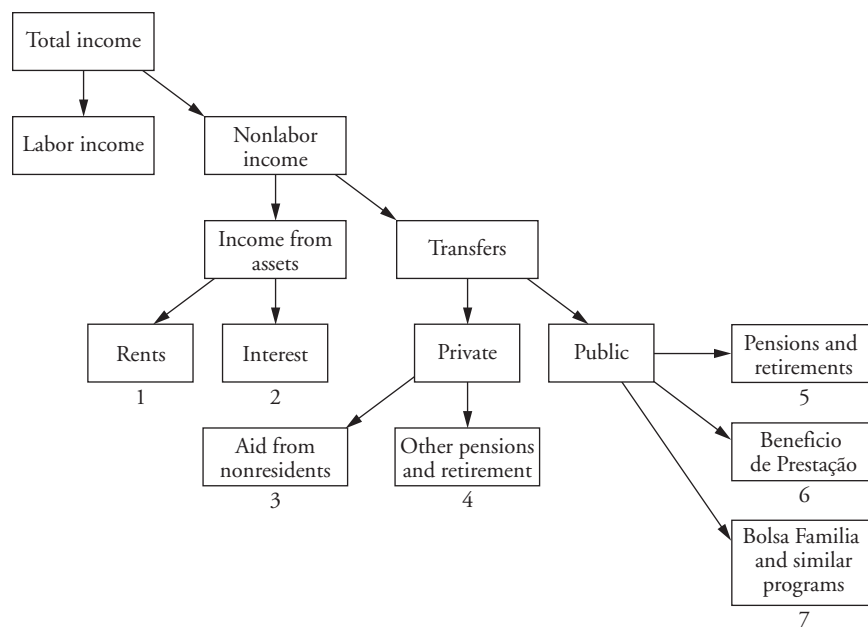 Total income
Labor income
Nonlabor
income
Income from
assets
Transfers
Rents
1
Interest
2
Private
Public
Pensions and
retirements
5
Aid from
nonresidents
3
Other pensions
and retirement
4
Beneficio
de Prestação
6
Bolsa Familia
and similar
programs
7